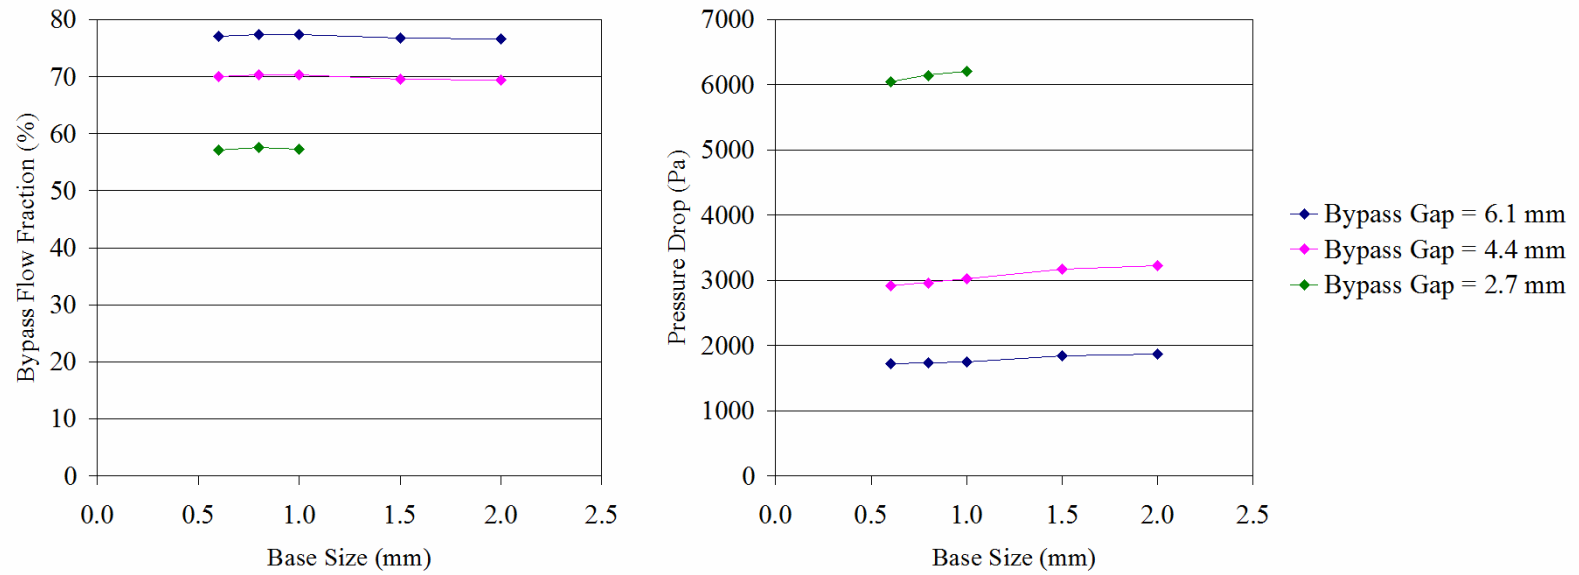 80
70
60
50
40
30
20
10
0
Bypass Flow Fraction (%)
0.0 0.5 1.0 1.5 2.0 2.5
Base Size (mm)
7000
6000
5000
4000
3000
2000
1000
0
Pressure Drop (Pa)
0.0 0.5 1.0 1.5 2.0 2.5
Base Size (mm)
Bypass Gap = 6.1 mm
Bypass Gap = 4.4 mm
Bypass Gap = 2.7 mm